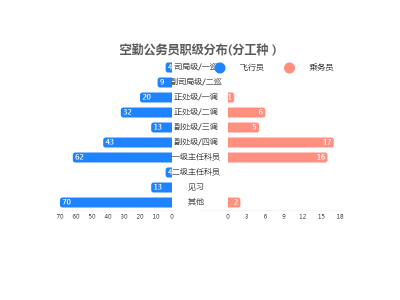 空勤公务员职级分布(分工种)
4 司局级/一巡 飞行员 乘务员
9 副司局级/二巡
20 正处级/一调 1
32 正处级/二调 6
13 副处级/三调 5
43 副处级/四调 17
62 一级主任科员 16
4 二级主任科员
13 见习
70 其他 2
70 60 50 40 30 20 10 0 0 3 6 9 12 15 18